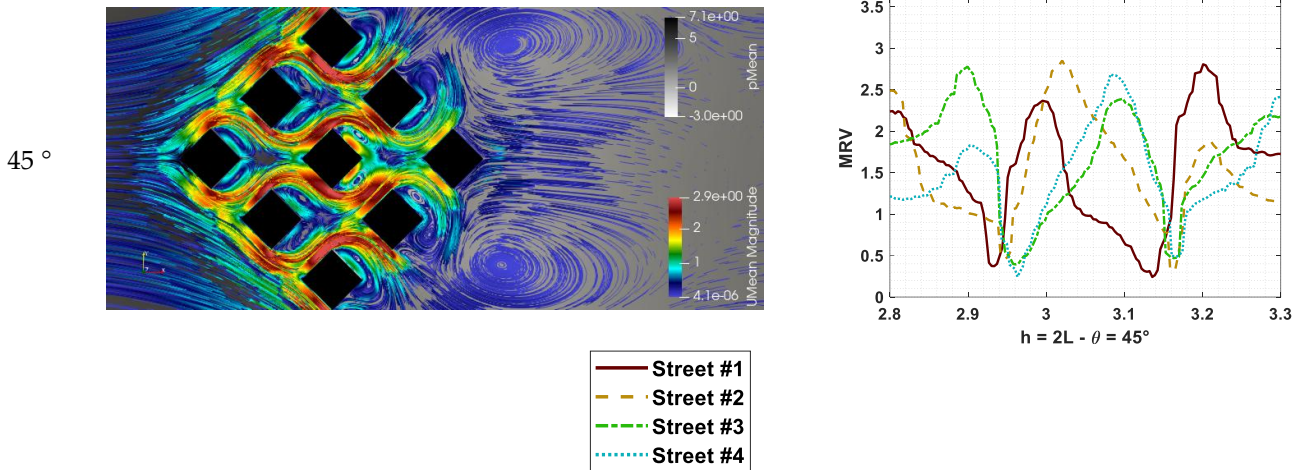 45 °
7.1e+00
5
0
-3.0e+00
pMean
2.9e+00
2
1
4.1e-06
UMean Magnitude
Y
Z
X
MRV
3.5
3
2.5
2
1.5
1
0.5
0
2.8 2.9 3 3.1 3.2 3.3
h = 2L - θ = 45°
Street #1
Street #2
Street #3
Street #4